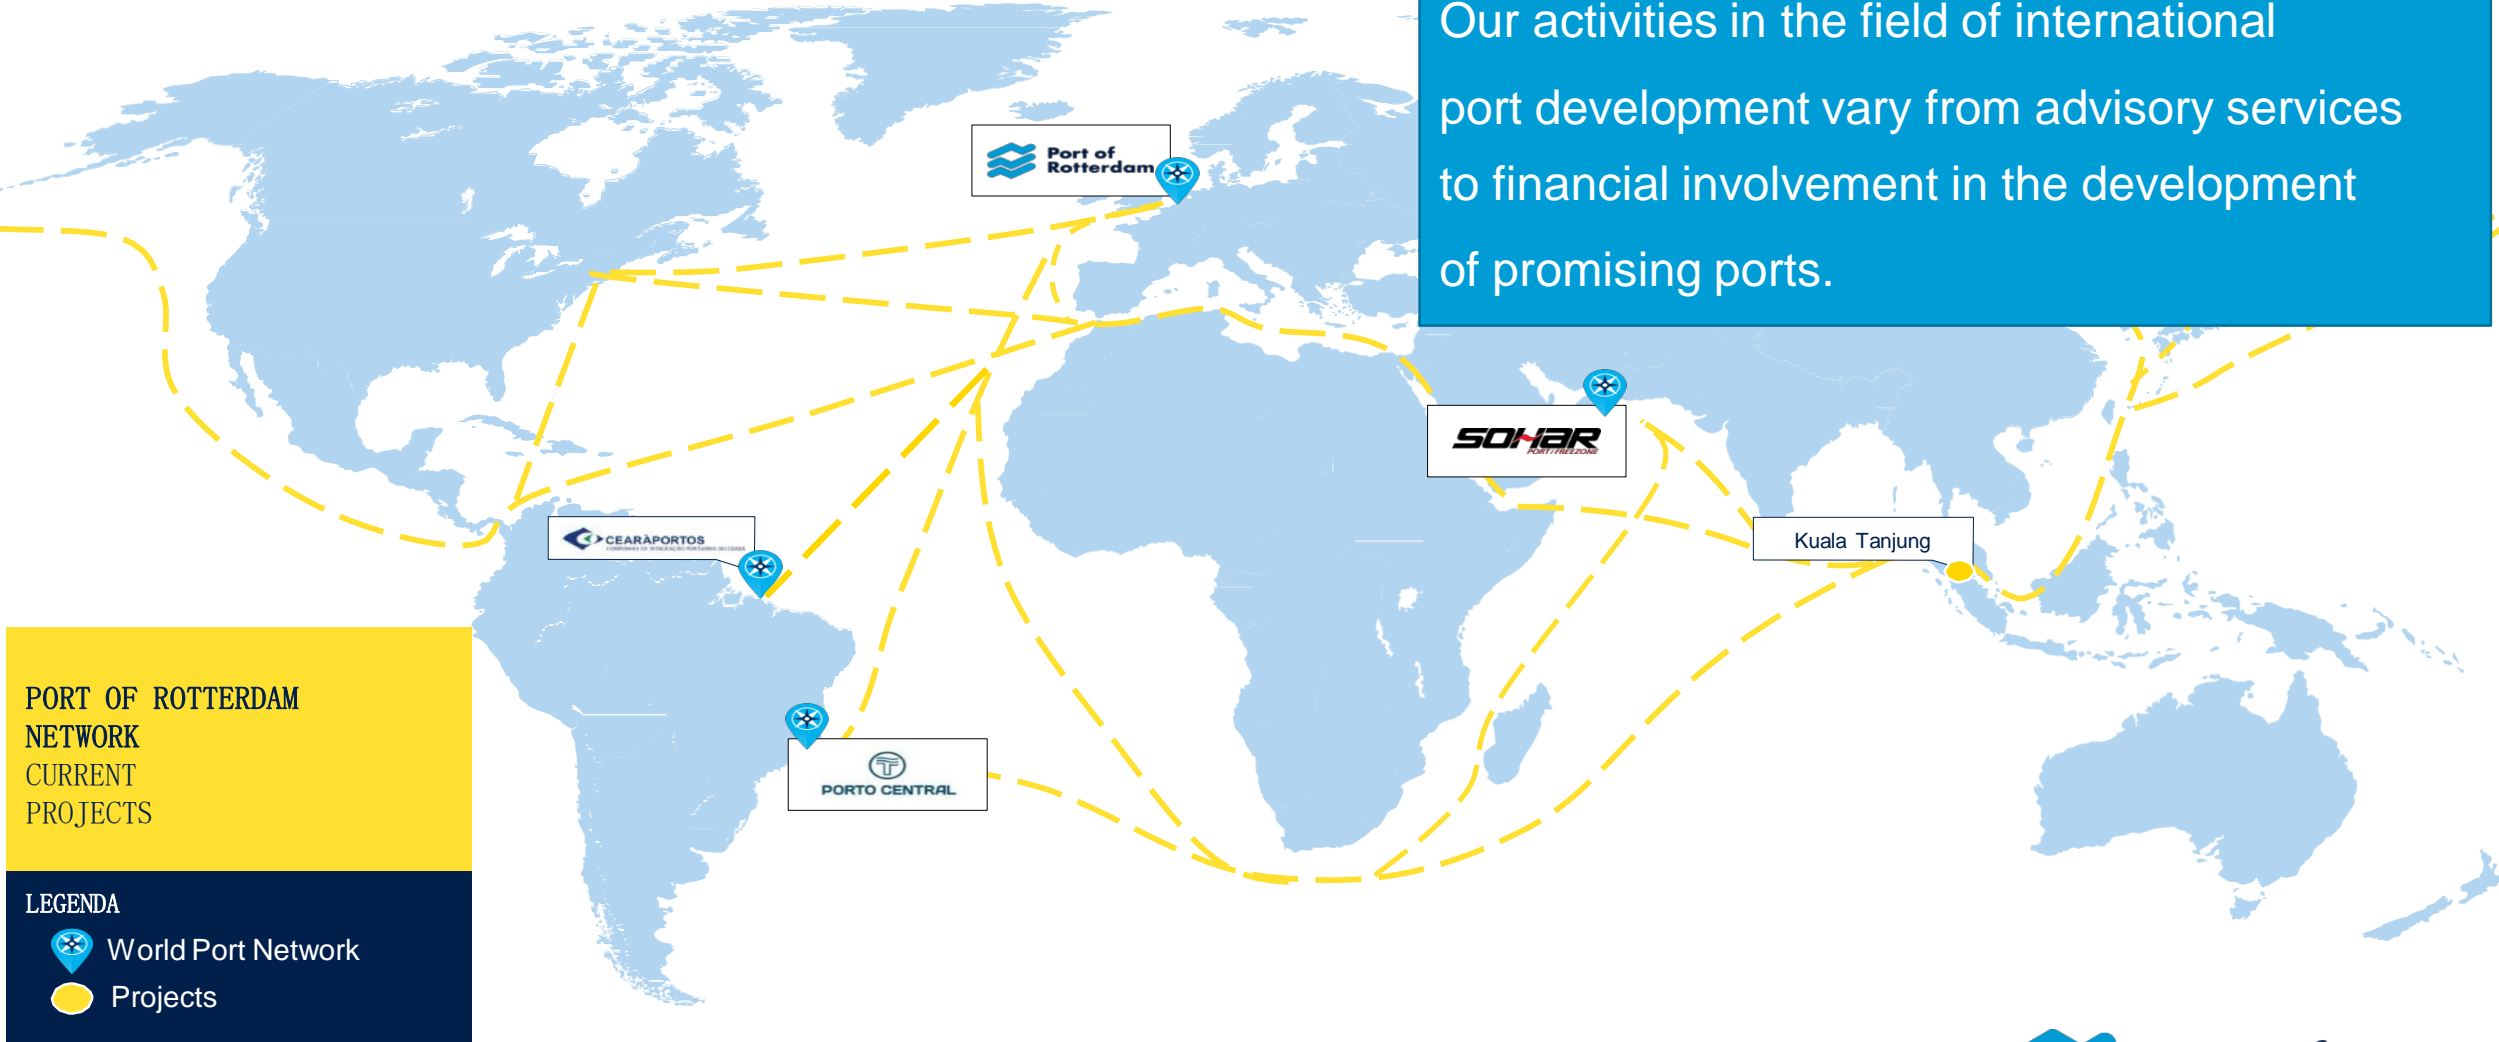 Our activities in the field of international
port development vary from advisory services
to financial involvement in the development
of promising ports.
Port of
Rotterdam
SOHAR
PORT/FREEZONE
CEARÀPORTOS
Kuala Tanjung
PORTO CENTRAL
PORT OF ROTTERDAM
NETWORK
CURRENT
PROJECTS
LEGENDA
World Port Network
Projects